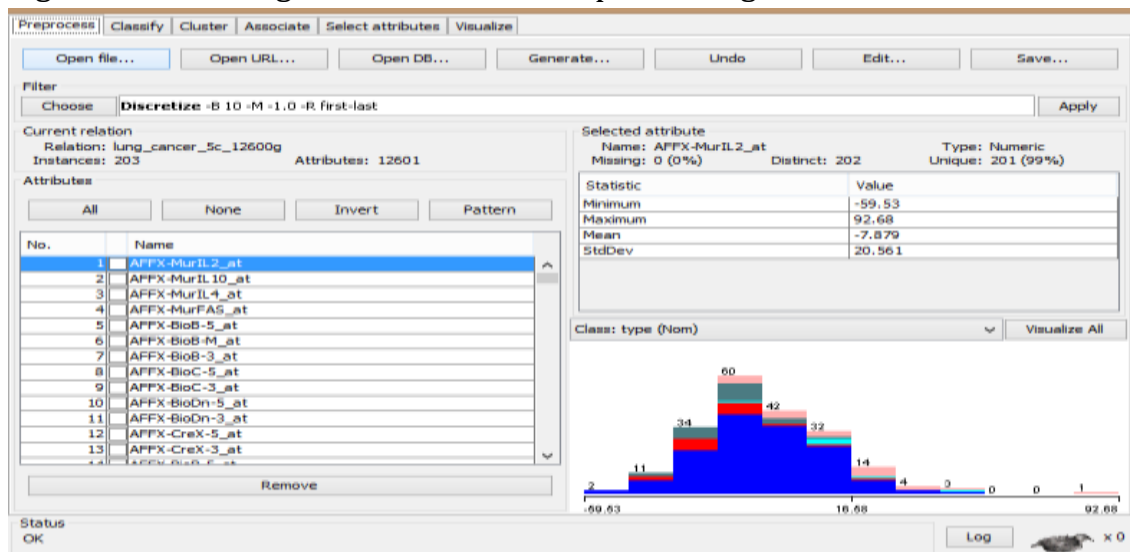 Preprocess Classify Cluster Associate Select attributes Visualize
Open file... Open URL... Open DB... Generate... Undo Edit... Save...
Filter
Choose Discretize -B 10 -M -1.0 -R first-last Apply
Current relation
Relation: lung_cancer_5c_12600g
Instances: 203 Attributes: 12601
Attributes
All None Invert Pattern
No. Name
1 AFFX-MurIL2_at
2 AFFX-MurIL10_at
3 AFFX-MurIL4_at
4 AFFX-MurFAS_at
5 AFFX-BioB-5_at
6 AFFX-BioB-M_at
7 AFFX-BioB-3_at
8 AFFX-BioC-5_at
9 AFFX-BioC-3_at
10 AFFX-BioDn-5_at
11 AFFX-BioDn-3_at
12 AFFX-CreX-5_at
13 AFFX-CreX-3_at
Remove
Selected attribute
Name: AFFX-MurIL2_at Type: Numeric
Missing: 0 (0%) Distinct: 202 Unique: 201 (99%)
Statistic Value
Minimum -59.53
Maximum 92.68
Mean -7.879
StdDev 20.561
Class: type (Nom) Visualize All
2 11 34 60 42 32 14 4 3 0 0 1
-59.53 16.58 92.68
Status
OK
Log x 0